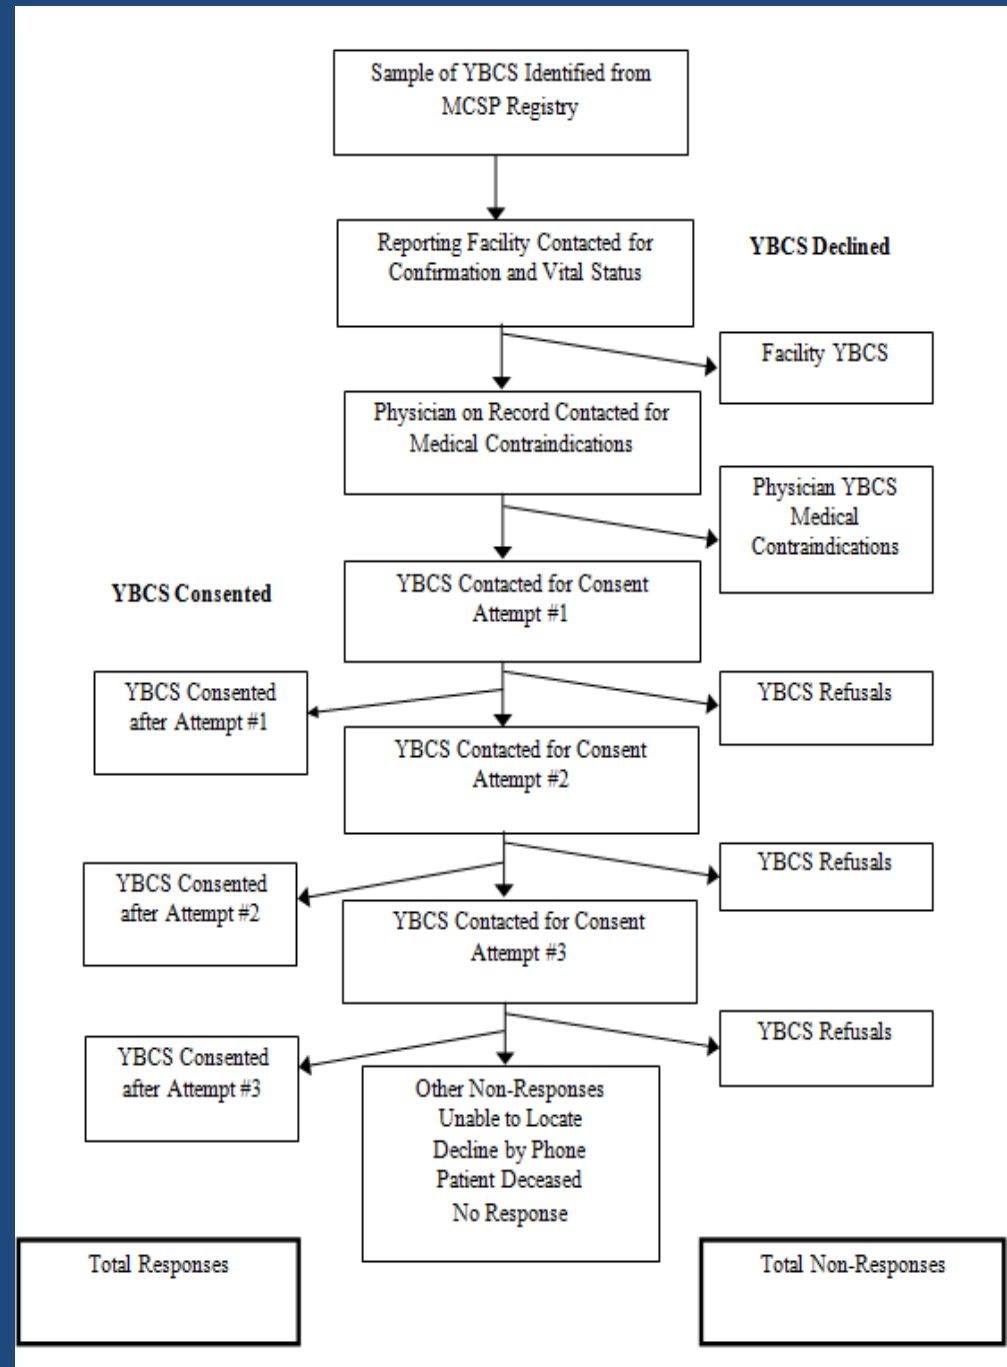 Sample of YBCS Identified from
MCSP Registry
Reporting Facility Contacted for
Confirmation and Vital Status
YBCS Declined
Facility YBCS
Physician on Record Contacted for
Medical Contraindications
Physician YBCS
Medical
Contraindications
YBCS Consented
YBCS Contacted for Consent
Attempt #1
YBCS Consented
after Attempt #1
YBCS Refusals
YBCS Contacted for Consent
Attempt #2
YBCS Consented
after Attempt #2
YBCS Refusals
YBCS Contacted for Consent
Attempt #3
YBCS Consented
after Attempt #3
YBCS Refusals
Other Non-Responses
Unable to Locate
Decline by Phone
Patient Deceased
No Response
Total Responses
Total Non-Responses